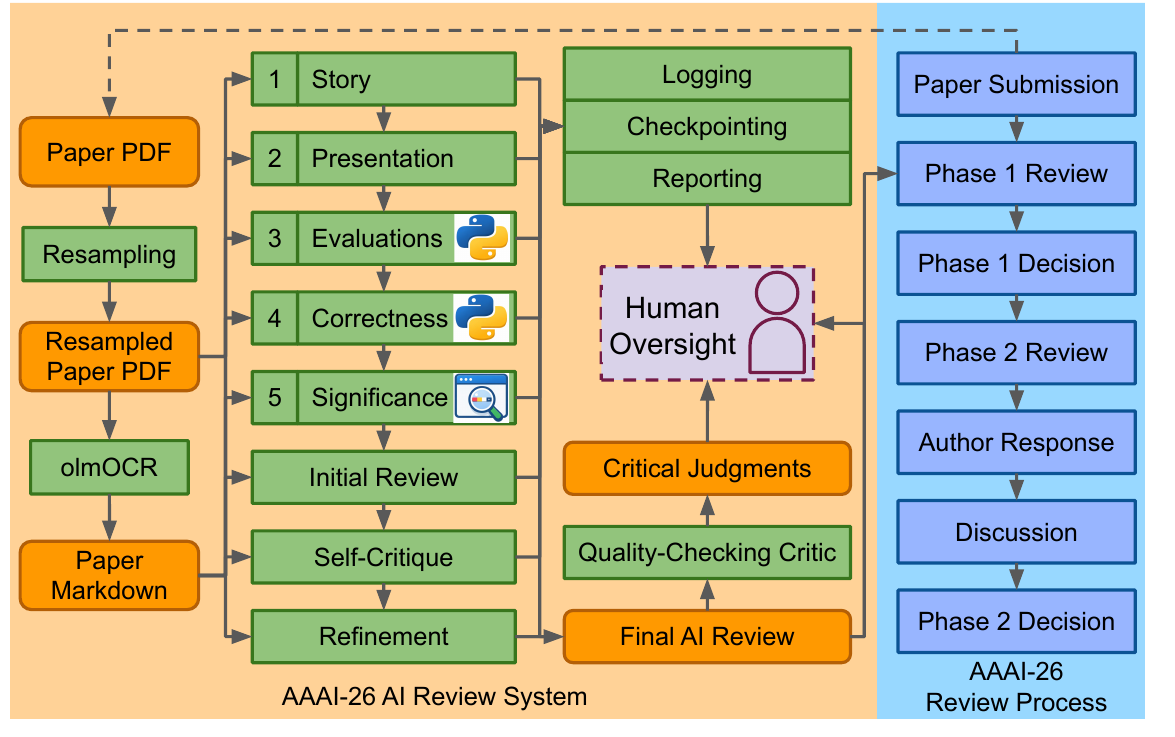 Paper PDF
Resampling
Resampled
Paper PDF
olmOCR
Paper
Markdown
1 Story
2 Presentation
3 Evaluations
4 Correctness
5 Significance
Initial Review
Self-Critique
Refinement
Logging
Checkpointing
Reporting
Human
Oversight
Critical Judgments
Quality-Checking Critic
Final AI Review
AAAI-26 AI Review System
Paper Submission
Phase 1 Review
Phase 1 Decision
Phase 2 Review
Author Response
Discussion
Phase 2 Decision
AAAI-26
Review Process